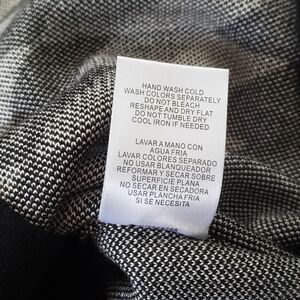 HAND WASH COLD
WASH COLORS SEPARATELY
DO NOT BLEACH
RESHAPE AND DRY FLAT
DO NOT TUMBLE DRY
COOL IRON IF NEEDED
LAVAR A MANO CON
AGUA FRIA
LAVAR COLORES SEPARADO
NO USAR BLANQUEADOR
REFORMAR Y SECAR SOBRE
SUPERFICIE PLANA
NO SECAR EN SECADORA
USAR PLANCHA FRIA
SI SE NECESITA